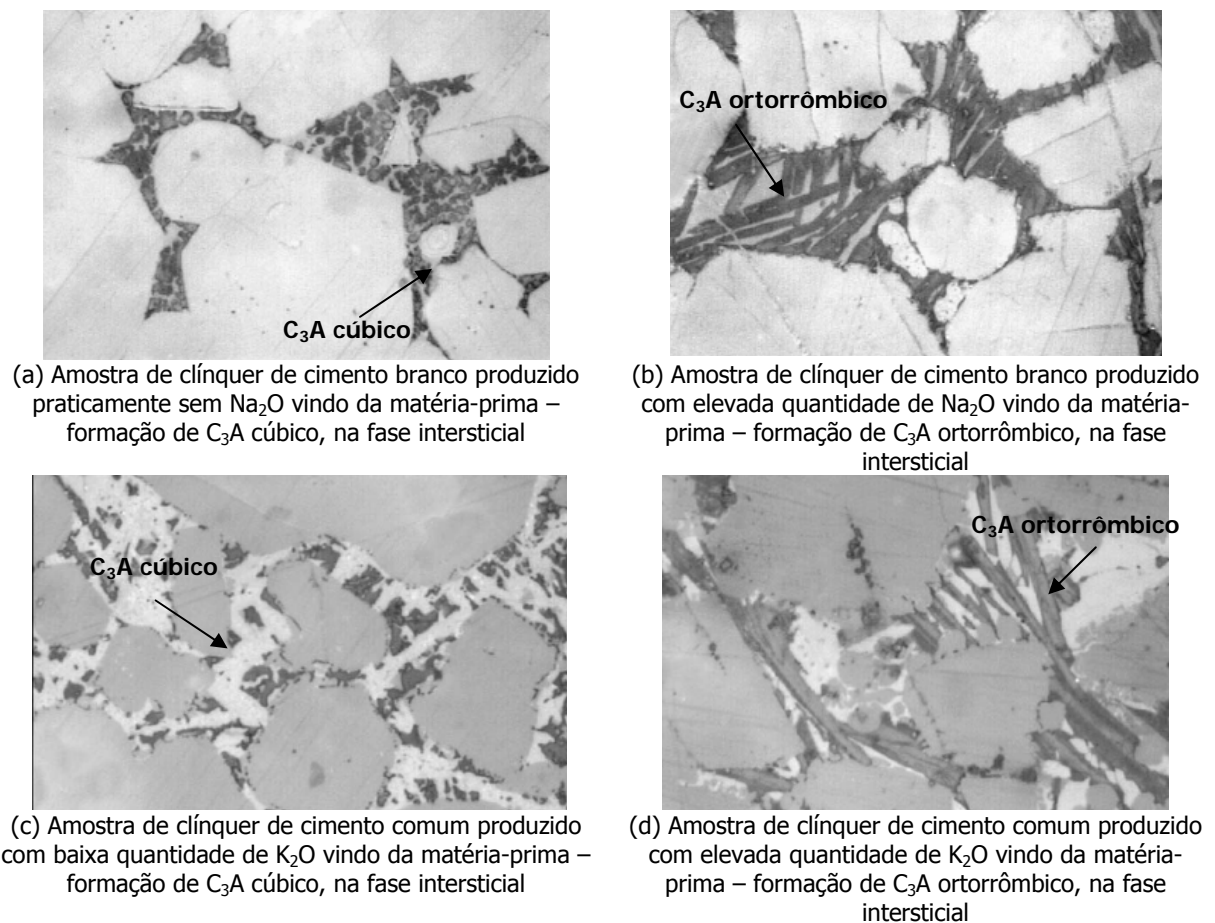 C₃A cúbico
(a) Amostra de clínquer de cimento branco produzido
praticamente sem Na₂O vindo da matéria-prima –
formação de C₃A cúbico, na fase intersticial
C₃A ortorrômbico
(b) Amostra de clínquer de cimento branco produzido
com elevada quantidade de Na₂O vindo da matéria-
prima – formação de C₃A ortorrômbico, na fase
intersticial
C₃A cúbico
(c) Amostra de clínquer de cimento comum produzido
com baixa quantidade de K₂O vindo da matéria-prima –
formação de C₃A cúbico, na fase intersticial
C₃A ortorrômbico
(d) Amostra de clínquer de cimento comum produzido
com elevada quantidade de K₂O vindo da matéria-
prima – formação de C₃A ortorrômbico, na fase
intersticial